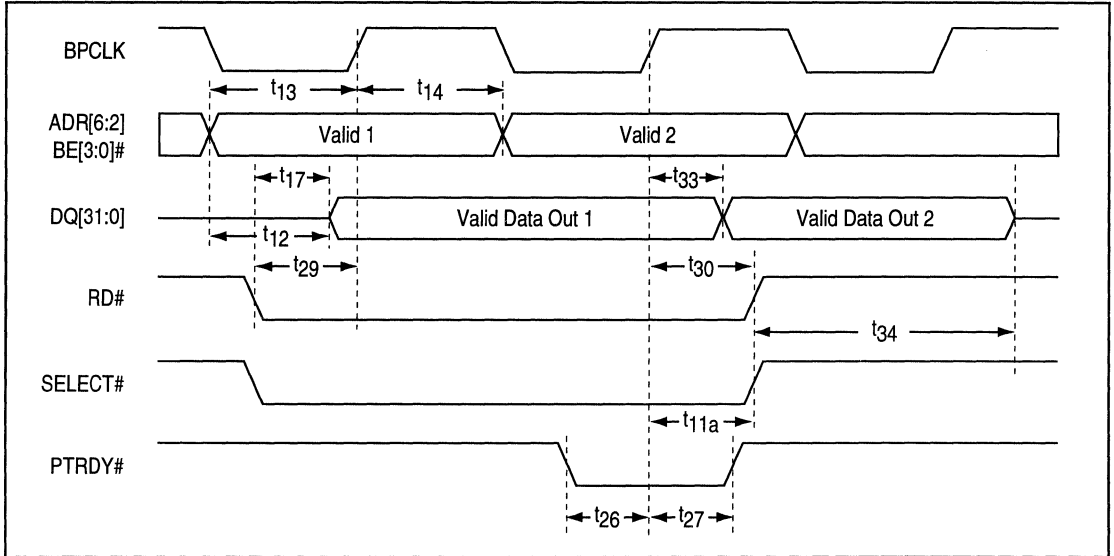 BPCLK
t13
t14
ADR[6:2]
BE[3:0]#
Valid 1
Valid 2
t17
t33
DQ[31:0]
Valid Data Out 1
Valid Data Out 2
t12
t29
t30
RD#
t34
SELECT#
t11a
PTRDY#
t26
t27